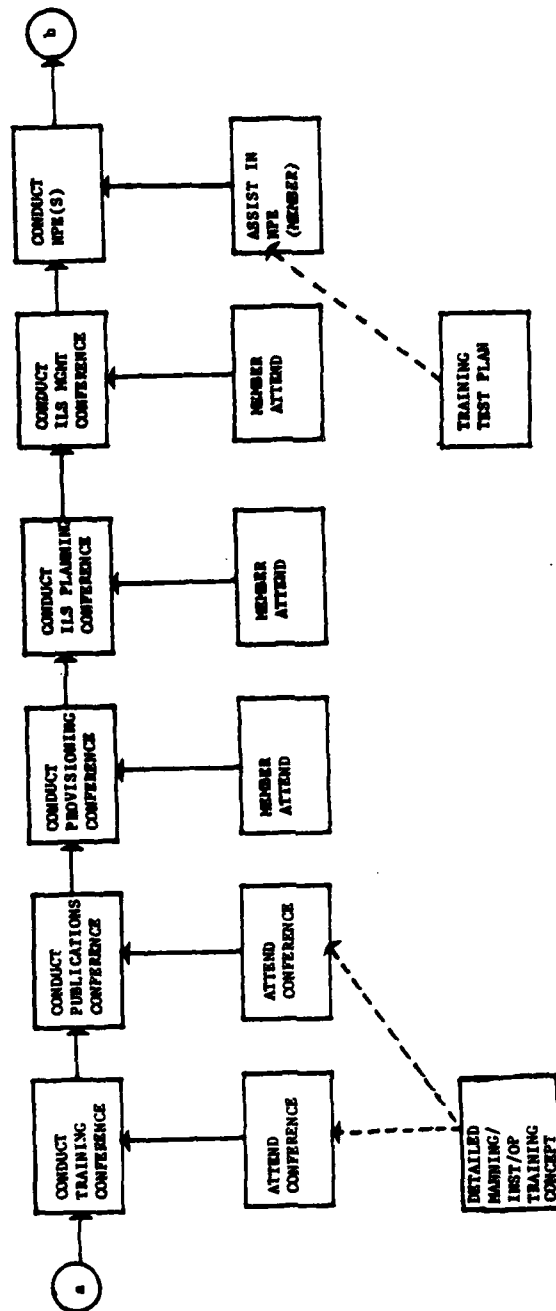 a
CONDUCT
TRAINING
CONFERENCE
CONDUCT
PUBLICATIONS
CONFERENCE
CONDUCT
PROVISIONING
CONFERENCE
CONDUCT
ILS PLANNING
CONFERENCE
CONDUCT
ILS MGMT
CONFERENCE
CONDUCT
NPE(S)
b
ATTEND
CONFERENCE
ATTEND
CONFERENCE
MEMBER
ATTEND
MEMBER
ATTEND
MEMBER
ATTEND
ASSIST IN
NPE
(MEMBER)
DETAILED
MANNING/
INST/OP
TRAINING
CONCEPT
TRAINING
TEST PLAN